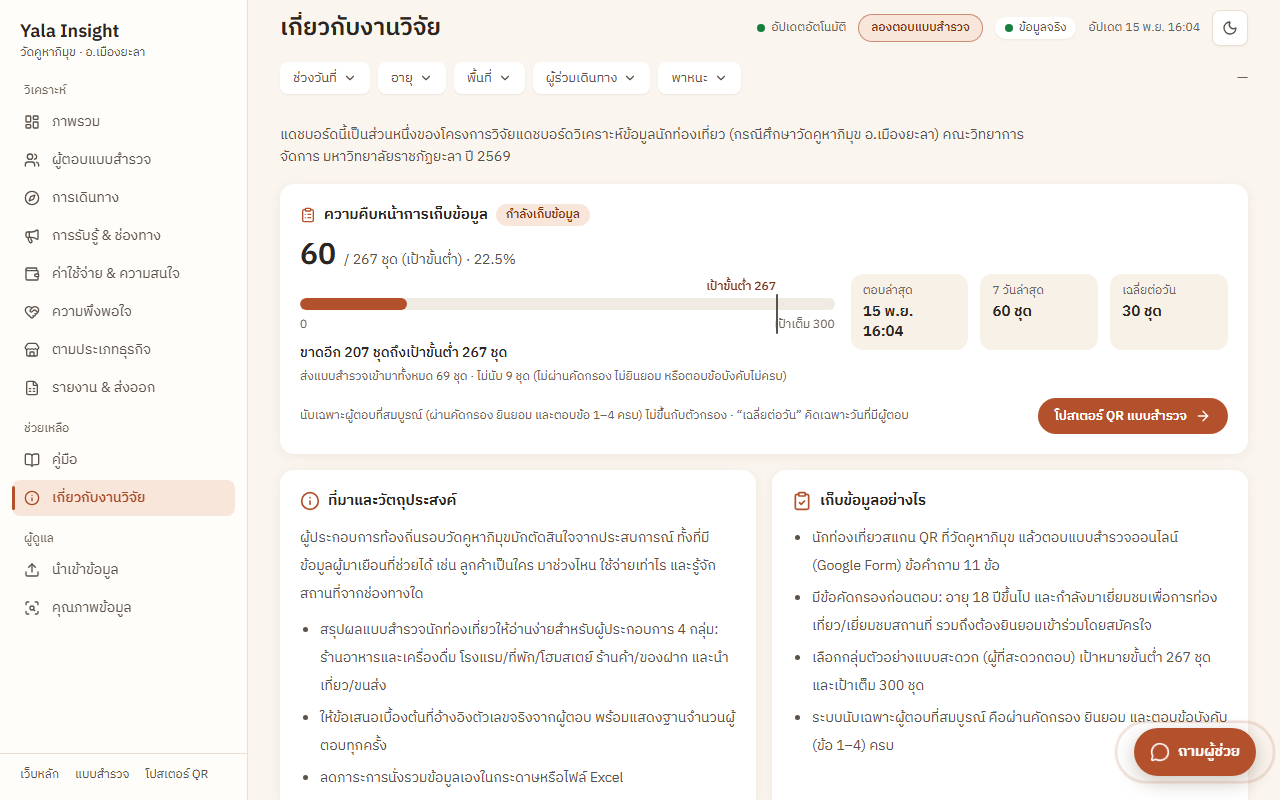 Yala Insight
วัดคูหาภิมุข · อ.เมืองยะลา
วิเคราะห์
ภาพรวม
ผู้ตอบแบบสำรวจ
การเดินทาง
การรับรู้ & ช่องทาง
ค่าใช้จ่าย & ความสนใจ
ความพึงพอใจ
ตามประเภทธุรกิจ
รายงาน & ส่งออก
ช่วยเหลือ
คู่มือ
เกี่ยวกับงานวิจัย
ผู้ดูแล
นำเข้าข้อมูล
คุณภาพข้อมูล
เว็บหลัก แบบสำรวจ โปสเตอร์ QR
เกี่ยวกับงานวิจัย
อัปเดตอัตโนมัติ ลองตอบแบบสำรวจ ข้อมูลจริง อัปเดต 15 พ.ย. 16:04
ช่วงวันที่ อายุ พื้นที่ ผู้ร่วมเดินทาง พาหนะ
แดชบอร์ดนี้เป็นส่วนหนึ่งของโครงการวิจัยแดชบอร์ดวิเคราะห์ข้อมูลนักท่องเที่ยว (กรณีศึกษาวัดคูหาภิมุข อ.เมืองยะลา) คณะวิทยาการ
จัดการ มหาวิทยาลัยราชภัฏยะลา ปี 2569
ความคืบหน้าการเก็บข้อมูล กำลังเก็บข้อมูล
60 / 267 ชุด (เป้าขั้นต่ำ) · 22.5%
เป้าขั้นต่ำ 267
0 เป้าเต็ม 300
ขาดอีก 207 ชุดถึงเป้าขั้นต่ำ 267 ชุด
ส่งแบบสำรวจเข้ามาทั้งหมด 69 ชุด · ไม่นับ 9 ชุด (ไม่ผ่านคัดกรอง ไม่ยินยอม หรือตอบข้อบังคับไม่ครบ)
ตอบล่าสุด
15 พ.ย.
16:04
7 วันล่าสุด
60 ชุด
เฉลี่ยต่อวัน
30 ชุด
นับเฉพาะผู้ตอบที่สมบูรณ์ (ผ่านคัดกรอง ยินยอม และตอบข้อ 1–4 ครบ) ไม่ขึ้นกับตัวกรอง · “เฉลี่ยต่อวัน” คิดเฉพาะวันที่มีผู้ตอบ
โปสเตอร์ QR แบบสำรวจ
ที่มาและวัตถุประสงค์
ผู้ประกอบการท้องถิ่นรอบวัดคูหาภิมุขมักตัดสินใจจากประสบการณ์ ทั้งที่มี
ข้อมูลผู้มาเยือนที่ช่วยได้ เช่น ลูกค้าเป็นใคร มาช่วงไหน ใช้จ่ายเท่าไร และรู้จัก
สถานที่จากช่องทางใด
สรุปผลแบบสำรวจนักท่องเที่ยวให้อ่านง่ายสำหรับผู้ประกอบการ 4 กลุ่ม:
ร้านอาหารและเครื่องดื่ม โรงแรม/ที่พัก/โฮมสเตย์ ร้านค้า/ของฝาก และนำ
เที่ยว/ขนส่ง
ให้ข้อเสนอเบื้องต้นที่อ้างอิงตัวเลขจริงจากผู้ตอบ พร้อมแสดงฐานจำนวนผู้
ตอบทุกครั้ง
ลดภาระการนั่งรวมข้อมูลเองในกระดาษหรือไฟล์ Excel
เก็บข้อมูลอย่างไร
นักท่องเที่ยวสแกน QR ที่วัดคูหาภิมุข แล้วตอบแบบสำรวจออนไลน์
(Google Form) ข้อคำถาม 11 ข้อ
มีข้อคัดกรองก่อนตอบ: อายุ 18 ปีขึ้นไป และกำลังมาเยี่ยมชมเพื่อการท่อง
เที่ยว/เยี่ยมชมสถานที่ รวมถึงต้องยินยอมเข้าร่วมโดยสมัครใจ
เลือกกลุ่มตัวอย่างแบบสะดวก (ผู้ที่สะดวกตอบ) เป้าหมายขั้นต่ำ 267 ชุด
และเป้าเต็ม 300 ชุด
ระบบนับเฉพาะผู้ตอบที่สมบูรณ์ คือผ่านคัดกรอง ยินยอม และตอบข้อบังคับ
(ข้อ 1–4) ครบ
ถามผู้ช่วย